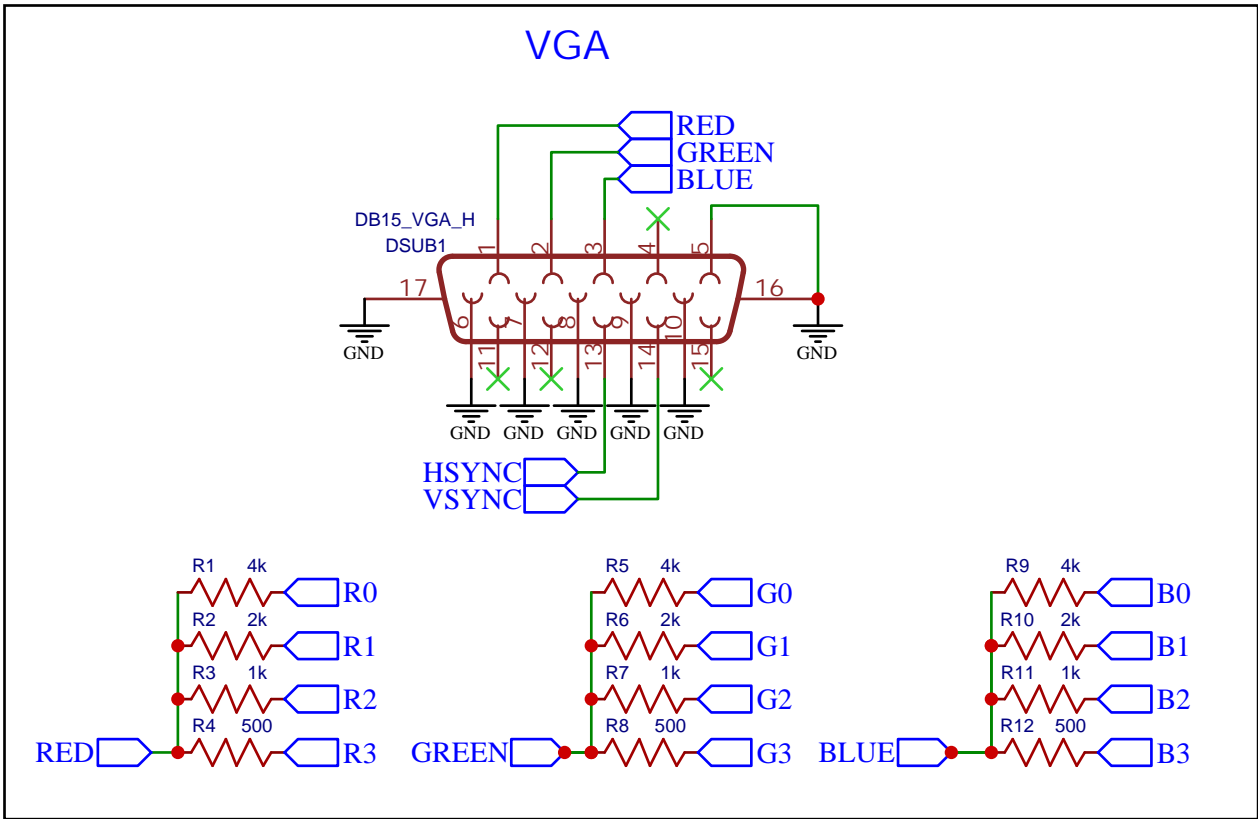 VGA
RED
GREEN
BLUE
DB15_VGA_H
DSUB1
1 2 3 4 5
17 16
6 7 8 9 10
11 12 13 14 15
GND GND
GND GND GND GND GND
HSYNC
VSYNC
R1 4k R0
R2 2k R1
R3 1k R2
RED R4 500 R3
R5 4k G0
R6 2k G1
R7 1k G2
GREEN R8 500 G3
R9 4k B0
R10 2k B1
R11 1k B2
BLUE R12 500 B3